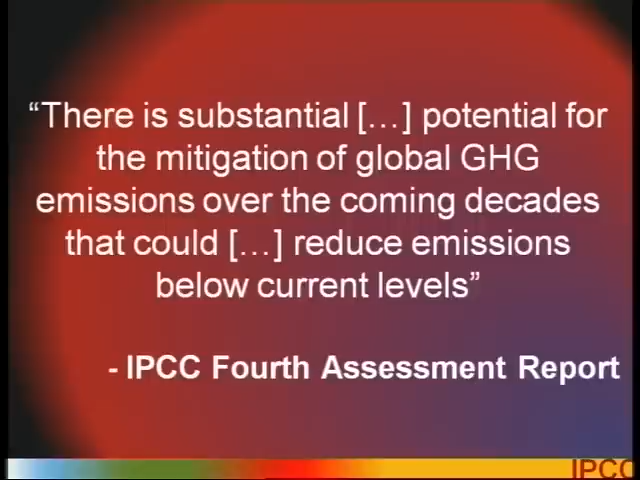 “There is substantial […] potential for
the mitigation of global GHG
emissions over the coming decades
that could […] reduce emissions
below current levels”
- IPCC Fourth Assessment Report
IPCC